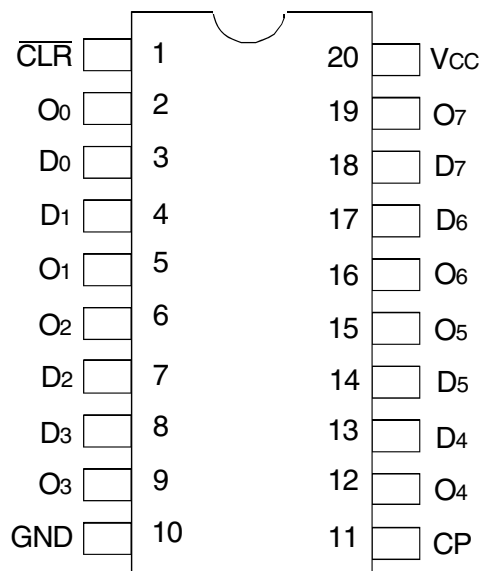 C̅L̅R̅ 1 20 VCC
O0 2 19 O7
D0 3 18 D7
D1 4 17 D6
O1 5 16 O6
O2 6 15 O5
D2 7 14 D5
D3 8 13 D4
O3 9 12 O4
GND 10 11 CP